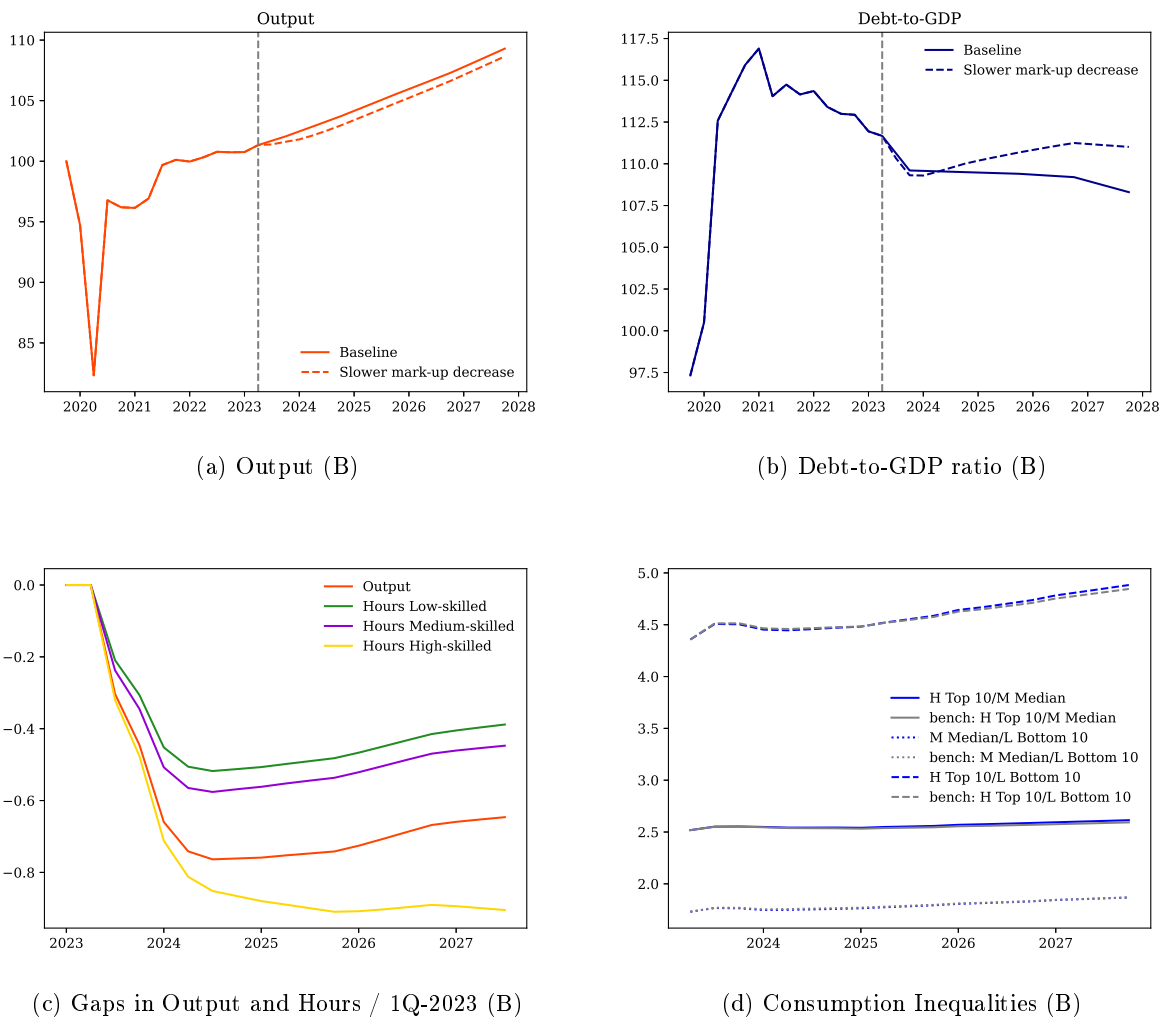 Output
110
105
100
95
90
85
2020 2021 2022 2023 2024 2025 2026 2027 2028
Baseline
Slower mark-up decrease
(a) Output (B)
Debt-to-GDP
117.5
115.0
112.5
110.0
107.5
105.0
102.5
100.0
97.5
2020 2021 2022 2023 2024 2025 2026 2027 2028
Baseline
Slower mark-up decrease
(b) Debt-to-GDP ratio (B)
0.0
−0.2
−0.4
−0.6
−0.8
2023 2024 2025 2026 2027
Output
Hours Low-skilled
Hours Medium-skilled
Hours High-skilled
(c) Gaps in Output and Hours / 1Q-2023 (B)
5.0
4.5
4.0
3.5
3.0
2.5
2.0
2024 2025 2026 2027
H Top 10/M Median
bench: H Top 10/M Median
M Median/L Bottom 10
bench: M Median/L Bottom 10
H Top 10/L Bottom 10
bench: H Top 10/L Bottom 10
(d) Consumption Inequalities (B)